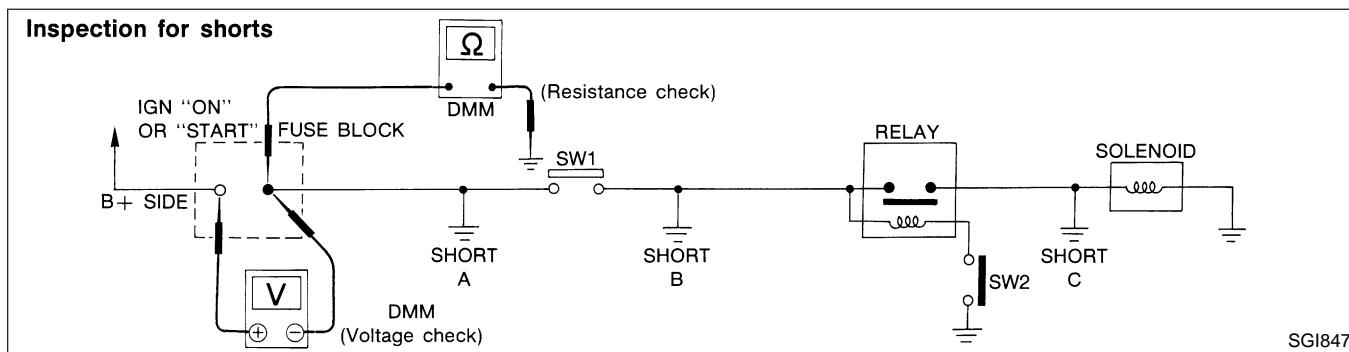 Inspection for shorts
Ω
DMM
(Resistance check)
IGN “ON”
OR “START”
FUSE BLOCK
B+ SIDE
SW1
RELAY
SOLENOID
SHORT
A
SHORT
B
SHORT
C
SW2
V
+ −
DMM
(Voltage check)
SGI847